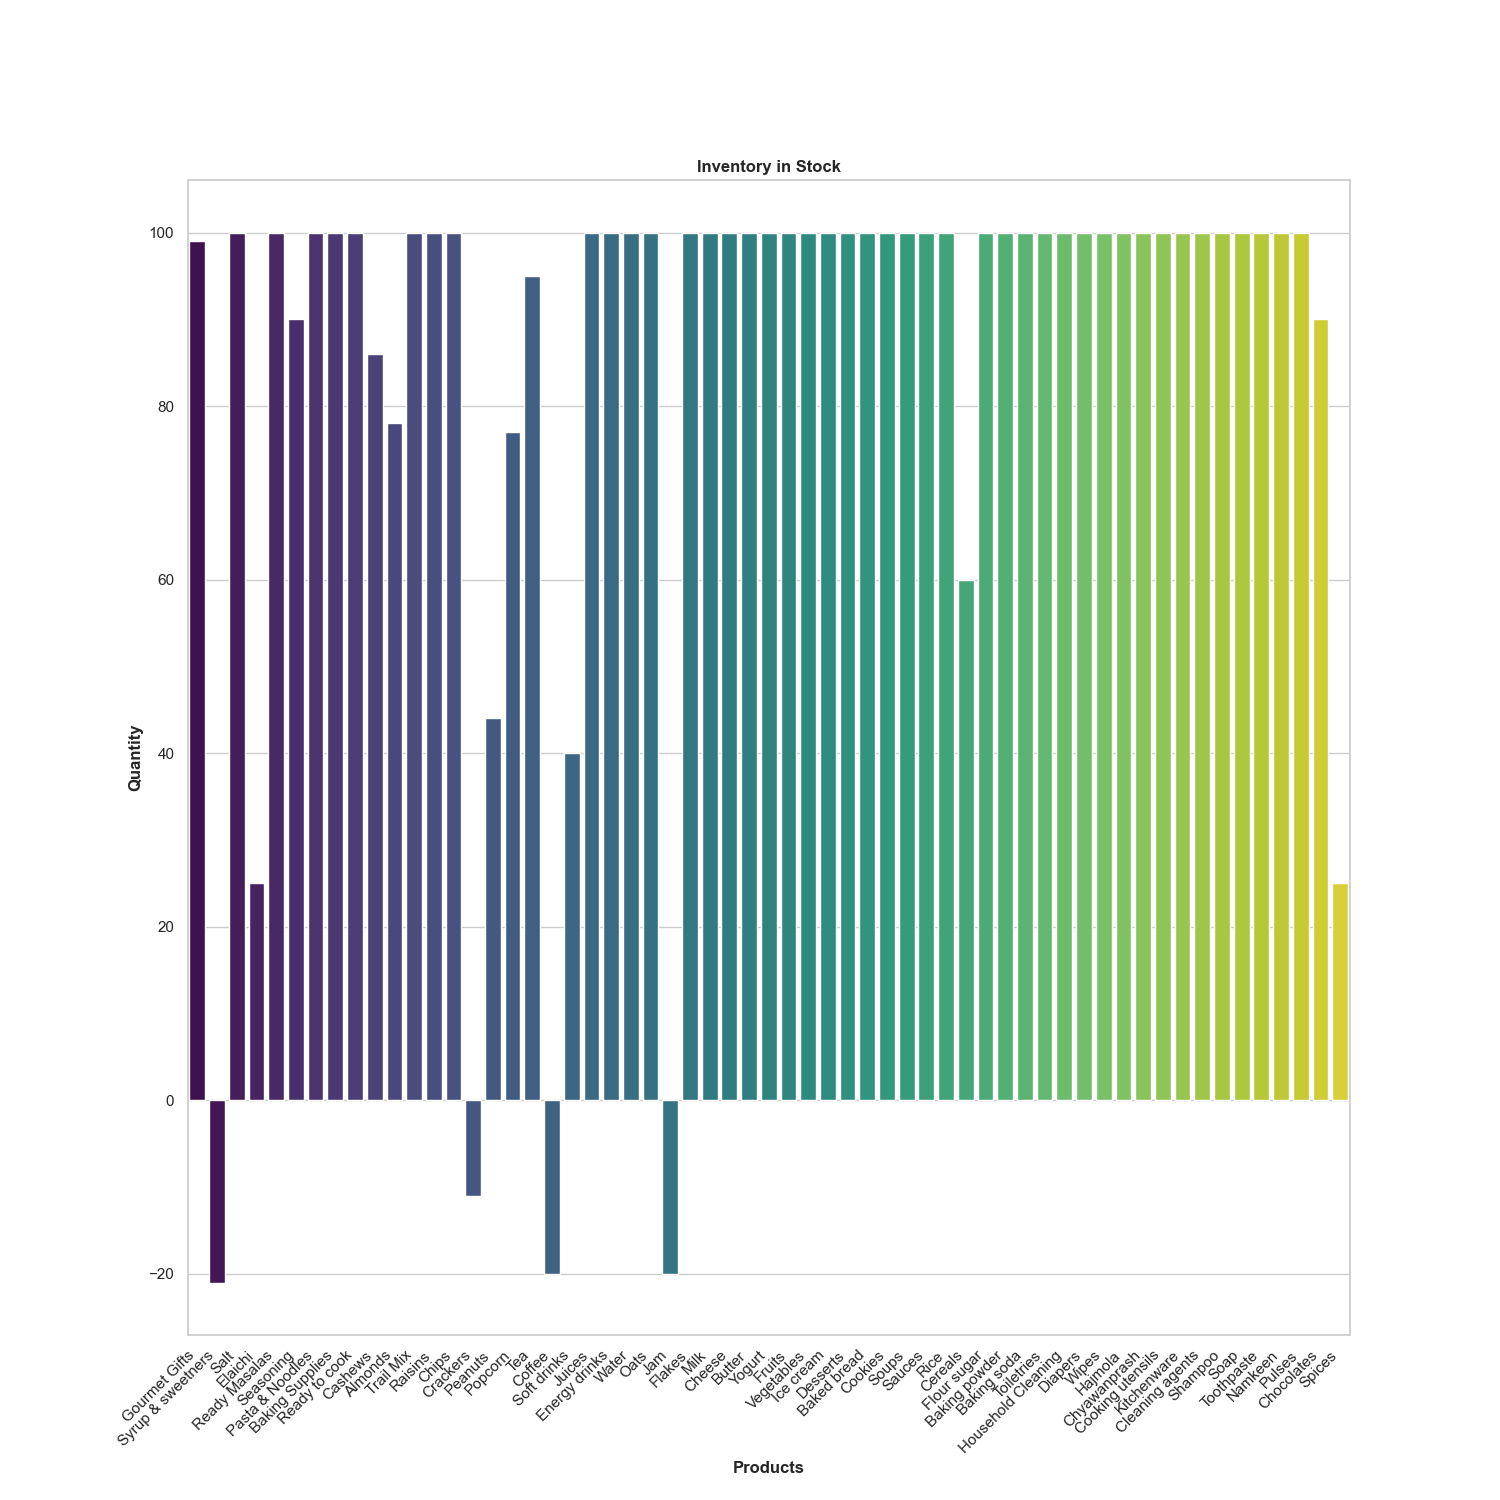 Inventory in Stock
Quantity
100
80
60
40
20
0
−20
Gourmet Gifts
Syrup & sweetners
Salt
Elaichi
Ready Masalas
Seasoning
Pasta & Noodles
Baking Supplies
Ready to cook
Cashews
Almonds
Trail Mix
Raisins
Chips
Crackers
Peanuts
Popcorn
Tea
Coffee
Soft drinks
Juices
Energy drinks
Water
Oats
Jam
Flakes
Milk
Cheese
Butter
Yogurt
Fruits
Vegetables
Ice cream
Desserts
Baked bread
Cookies
Soups
Sauces
Rice
Cereals
Flour sugar
Baking powder
Baking soda
Toiletries
Household Cleaning
Diapers
Wipes
Hajmola
Chyawanprash
Cooking utensils
Kitchenware
Cleaning agents
Shampoo
Soap
Toothpaste
Namkeen
Pulses
Chocolates
Spices
Products